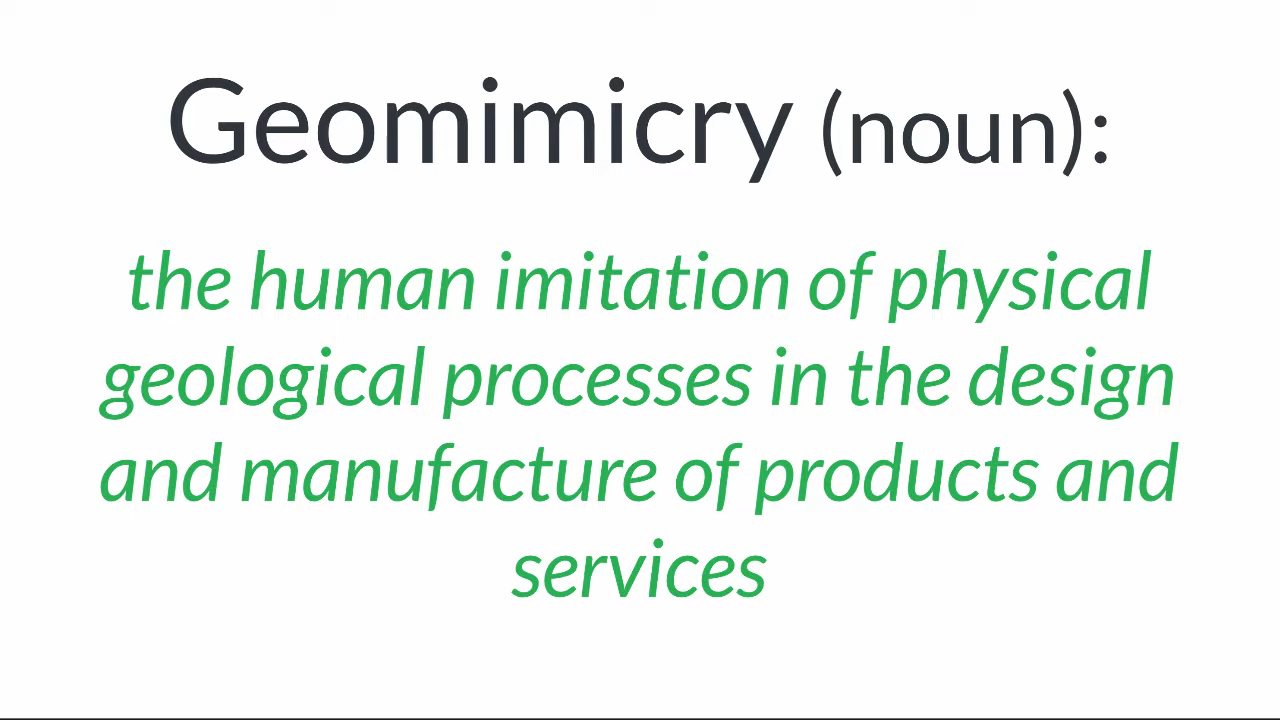 Geomimicry (noun):
the human imitation of physical
geological processes in the design
and manufacture of products and
services